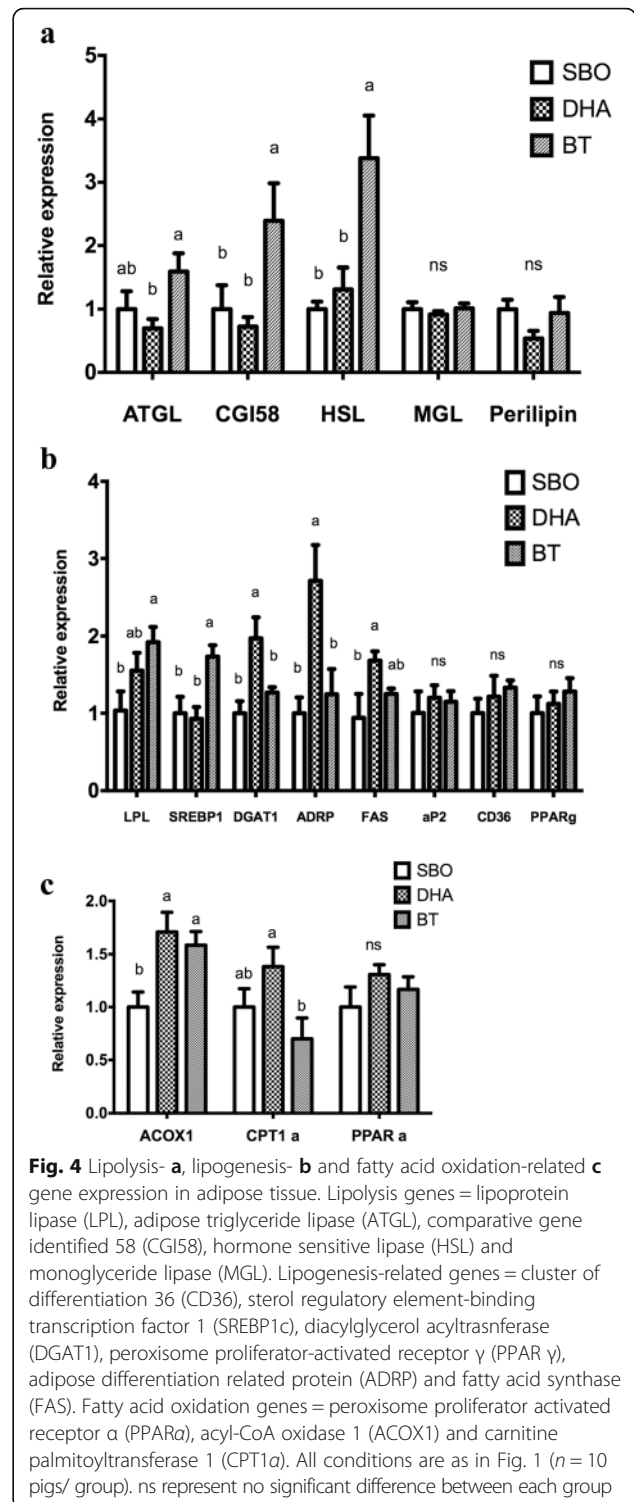 a
SBO
DHA
BT
Relative expression
5
4
3
2
1
0
ab b a
b b a
b b a
ns
ns
ATGL CGI58 HSL MGL Perilipin
b
SBO
DHA
BT
Relative expression
4
3
2
1
0
b ab a
b b a
b a b
b a b
b a ab
ns
ns
ns
LPL SREBP1 DGAT1 ADRP FAS aP2 CD36 PPARg
c
SBO
DHA
BT
Relative expression
2.0
1.5
1.0
0.5
0.0
b a a
ab a b
ns
ACOX1 CPT1 a PPAR a
Fig. 4 Lipolysis- a, lipogenesis- b and fatty acid oxidation-related c
gene expression in adipose tissue. Lipolysis genes = lipoprotein
lipase (LPL), adipose triglyceride lipase (ATGL), comparative gene
identified 58 (CGI58), hormone sensitive lipase (HSL) and
monoglyceride lipase (MGL). Lipogenesis-related genes = cluster of
differentiation 36 (CD36), sterol regulatory element-binding
transcription factor 1 (SREBP1c), diacylglycerol acyltrasnferase
(DGAT1), peroxisome proliferator-activated receptor γ (PPAR γ),
adipose differentiation related protein (ADRP) and fatty acid synthase
(FAS). Fatty acid oxidation genes = peroxisome proliferator activated
receptor α (PPARα), acyl-CoA oxidase 1 (ACOX1) and carnitine
palmitoyltransferase 1 (CPT1α). All conditions are as in Fig. 1 (n = 10
pigs/ group). ns represent no significant difference between each group